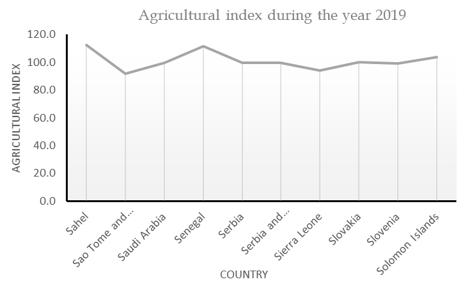 Agricultural index during the year 2019
AGRICULTURAL INDEX
120.0
100.0
80.0
60.0
40.0
20.0
0.0
Sahel
Sao Tome and...
Saudi Arabia
Senegal
Serbia
Serbia and...
Sierra Leone
Slovakia
Slovenia
Solomon Islands
COUNTRY